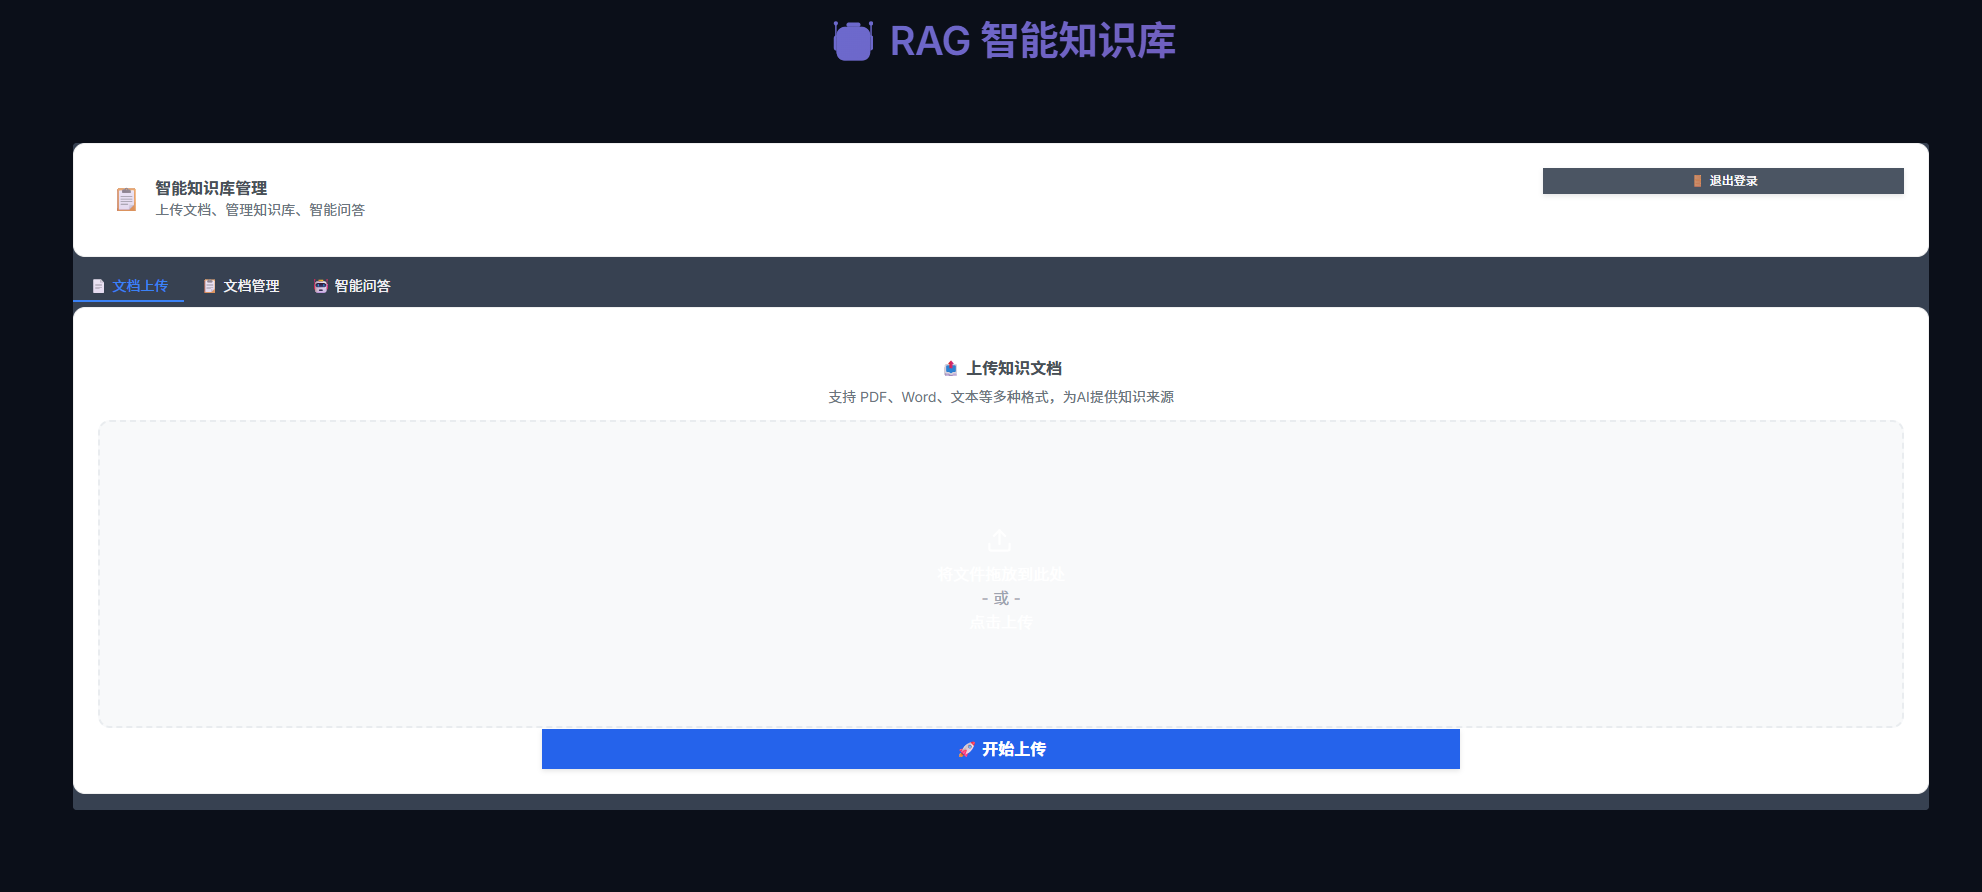 RAG 智能知识库
智能知识库管理
上传文档、管理知识库、智能问答
退出登录
文档上传
文档管理
智能问答
上传知识文档
支持 PDF、Word、文本等多种格式，为AI提供知识来源
将文件拖放到此处
- 或 -
点击上传
开始上传